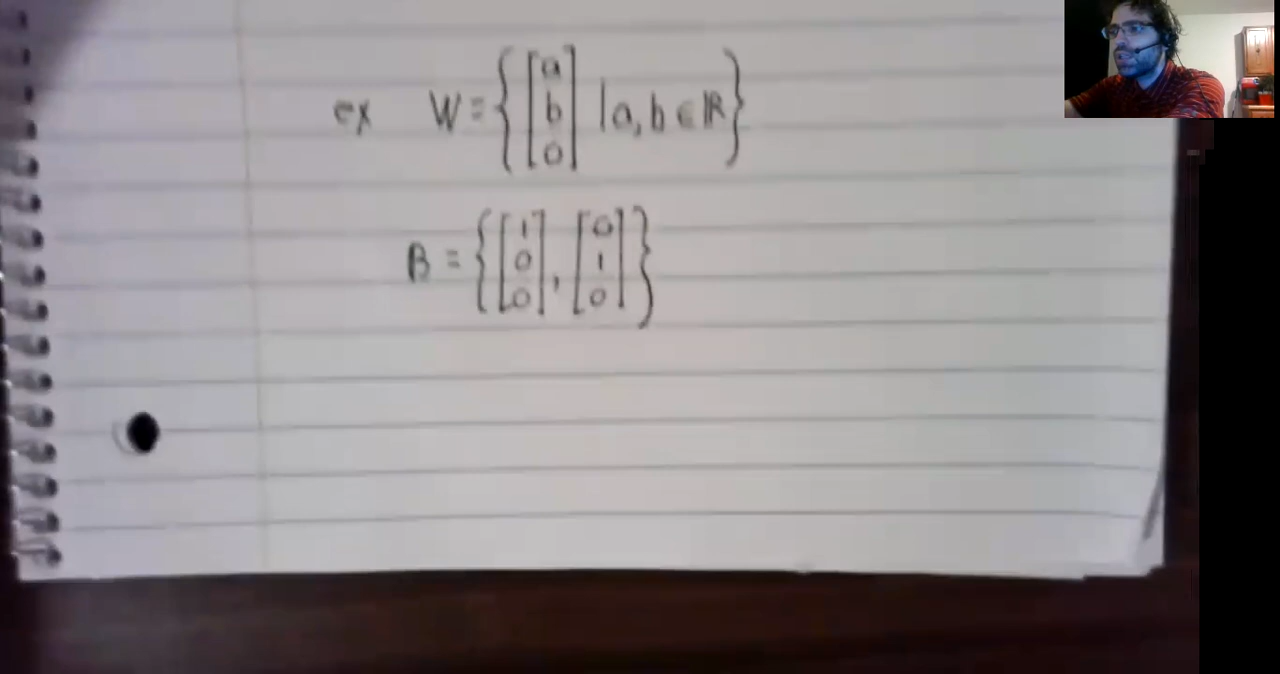 ex W = { [a b 0] | a, b ∈ ℝ }
B = { [1 0 0], [0 1 0] }